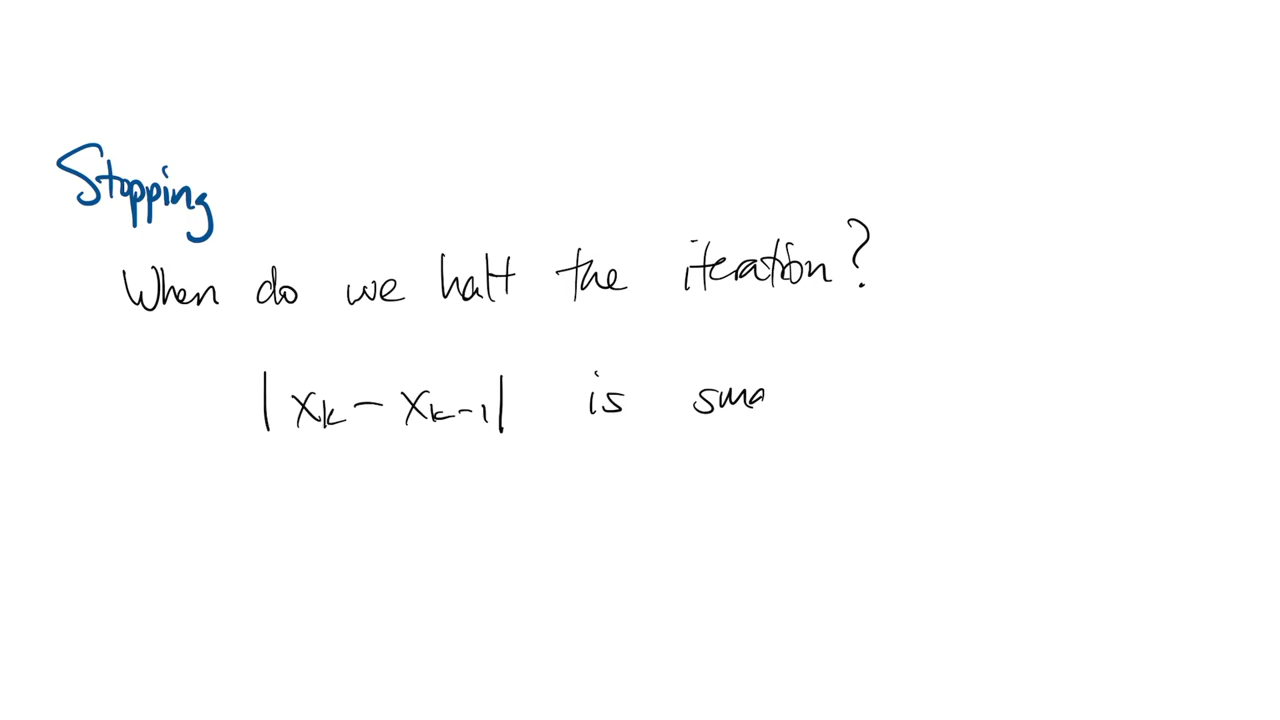 Stopping
When do we halt the iteration?
|xₖ − xₖ₋₁| is sma